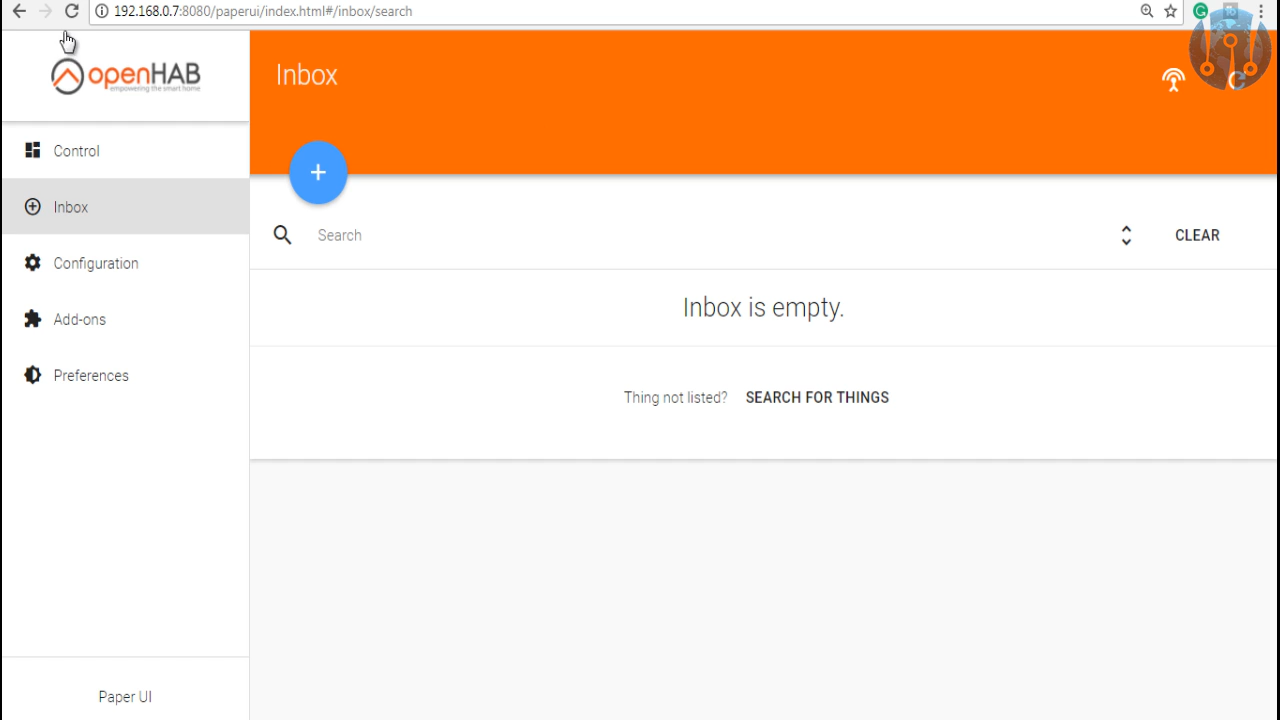 192.168.0.7:8080/paperui/index.html#/inbox/search
openHAB
empowering the smart home
Inbox
Control
Inbox
Configuration
Add-ons
Preferences
Search
CLEAR
Inbox is empty.
Thing not listed? SEARCH FOR THINGS
Paper UI